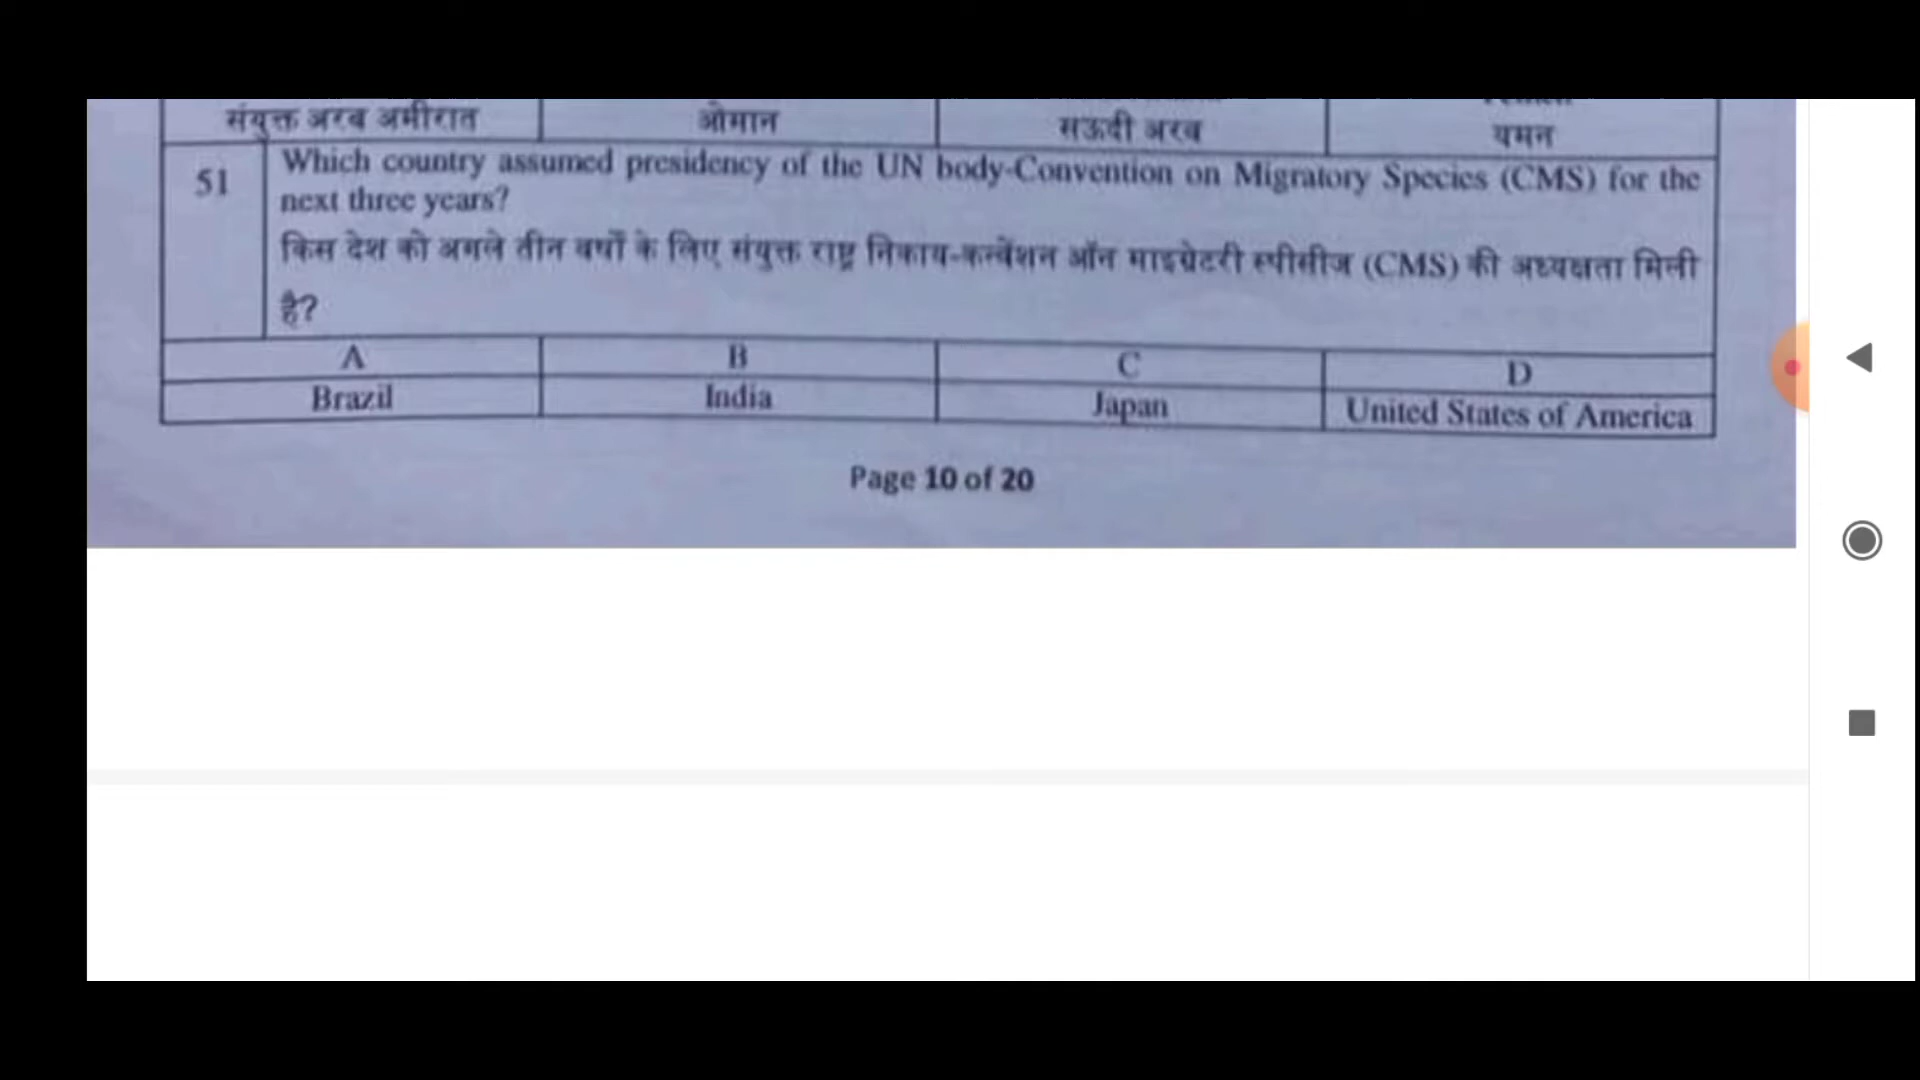 संयुक्त अरब अमीरात ओमान सऊदी अरब यमन
51 Which country assumed presidency of the UN body-Convention on Migratory Species (CMS) for the
next three years?
किस देश को अगले तीन वर्षों के लिए संयुक्त राष्ट्र निकाय-कन्वेंशन ऑन माइग्रेटरी स्पीसीज (CMS) की अध्यक्षता मिली
है?
A B C D
Brazil India Japan United States of America
Page 10 of 20